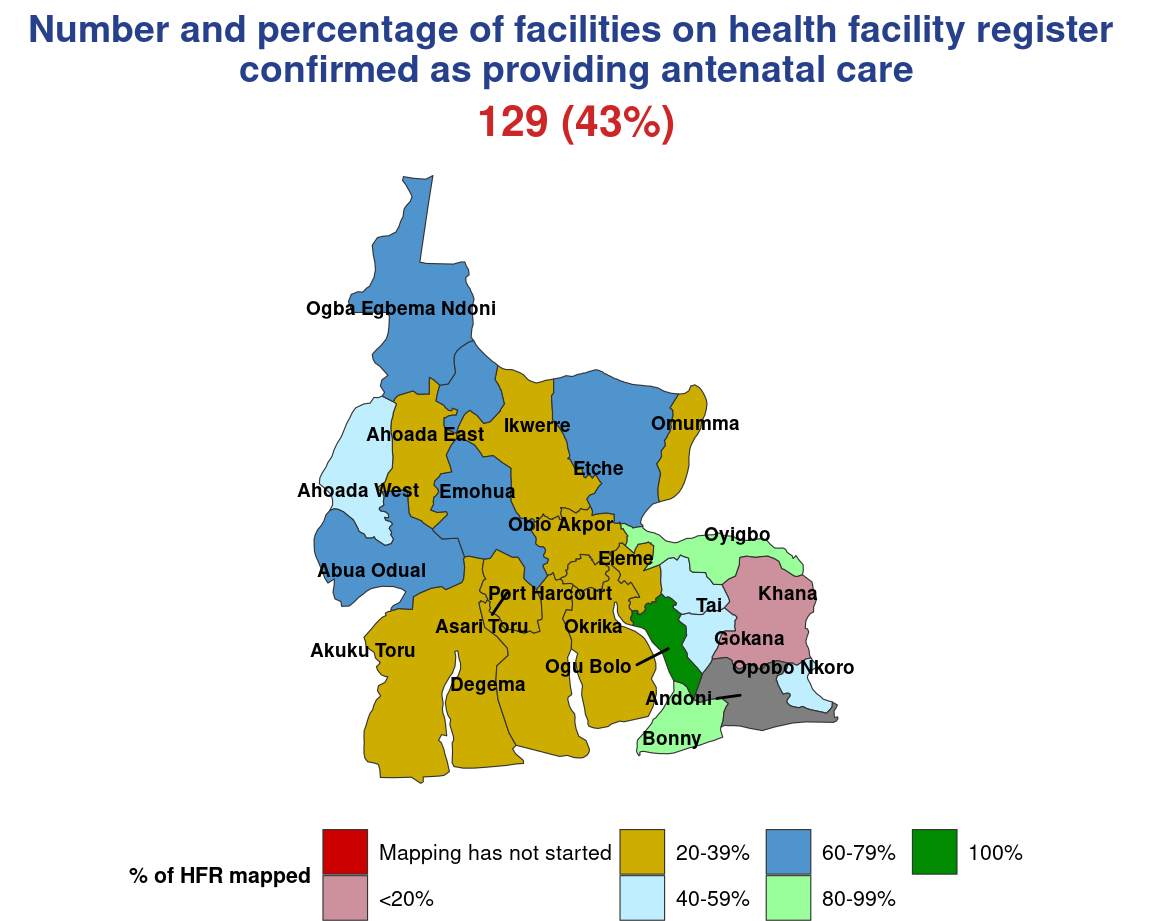 Number and percentage of facilities on health facility register
confirmed as providing antenatal care
129 (43%)
Ogba Egbema Ndoni
Ikwerre
Omumma
Ahoada East
Etche
Ahoada West
Emohua
Obio Akpor
Oyigbo
Eleme
Abua Odual
Port Harcourt
Khana
Tai
Asari Toru
Okrika
Gokana
Akuku Toru
Ogu Bolo
Opobo Nkoro
Degema
Andoni
Bonny
% of HFR mapped
Mapping has not started
20-39%
60-79%
100%
<20%
40-59%
80-99%